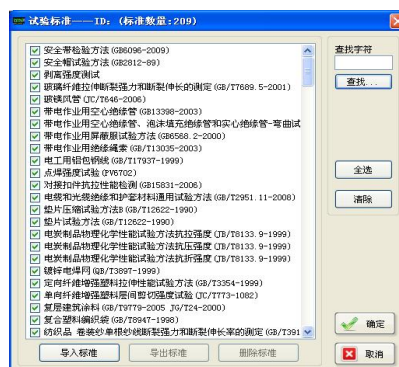 试验标准——ID: (标准数量:209)
安全带检验方法(GB6096-2009)
安全帽试验方法(GB2812-89)
剥离强度测试
玻璃纤维拉伸断裂强力和断裂伸长的测定(GB/T7689.5-2001)
玻璃风管(JC/T646-2006)
带电作用空心绝缘管(GB13398-2003)
带电作业用空心绝缘管、泡沫填充绝缘管和实心绝缘管-弯曲试
带电作业用屏蔽服试验方法(GB6568.2-2000)
带电作业用绝缘绳索(GB/T13035-2003)
电工用铝包钢线(GB/T17937-1999)
点焊强度试验(PV6702)
对接扣件抗拉性能检测(GB15831-2006)
电缆和光缆绝缘和护套材料通用试验方法(GB/T2951.11-2008)
垫片压缩试验方法B(GB/T12622-1990)
垫片试验方法(GB/T12622-1990)
电炭制品物理化学性能试验方法抗拉强度(JB/T8133.9-1999)
电炭制品物理化学性能试验方法抗压强度(JB/T8133.9-1999)
电炭制品物理化学性能试验方法抗折强度(JB/T8133.9-1999)
镀锌电焊网(QB/T3897-1999)
定向纤维增强塑料拉伸性能试验方法(GB/T3354-1999)
单向纤维增强塑料层间剪切强度试验(JC/T773-1082)
复层建筑涂料(GB/T9779-2005 JG/T24-2000)
复合塑料编织袋(GB/T8947-1998)
纺织品 卷装纱单根纱线断裂强力和断裂伸长率的测定(GB/T391
查找字符
查找...
全选
清除
确定
取消
导入标准 导出标准 删除标准